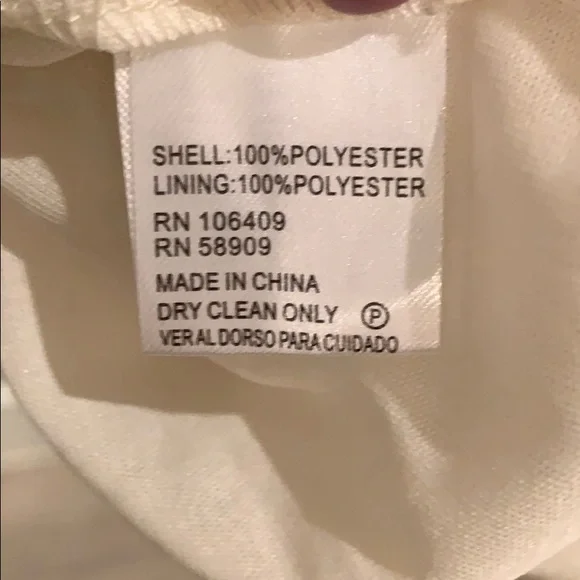 SHELL:100%POLYESTER
LINING:100%POLYESTER
RN 106409
RN 58909
MADE IN CHINA
DRY CLEAN ONLY Ⓟ
VER AL DORSO PARA CUIDADO